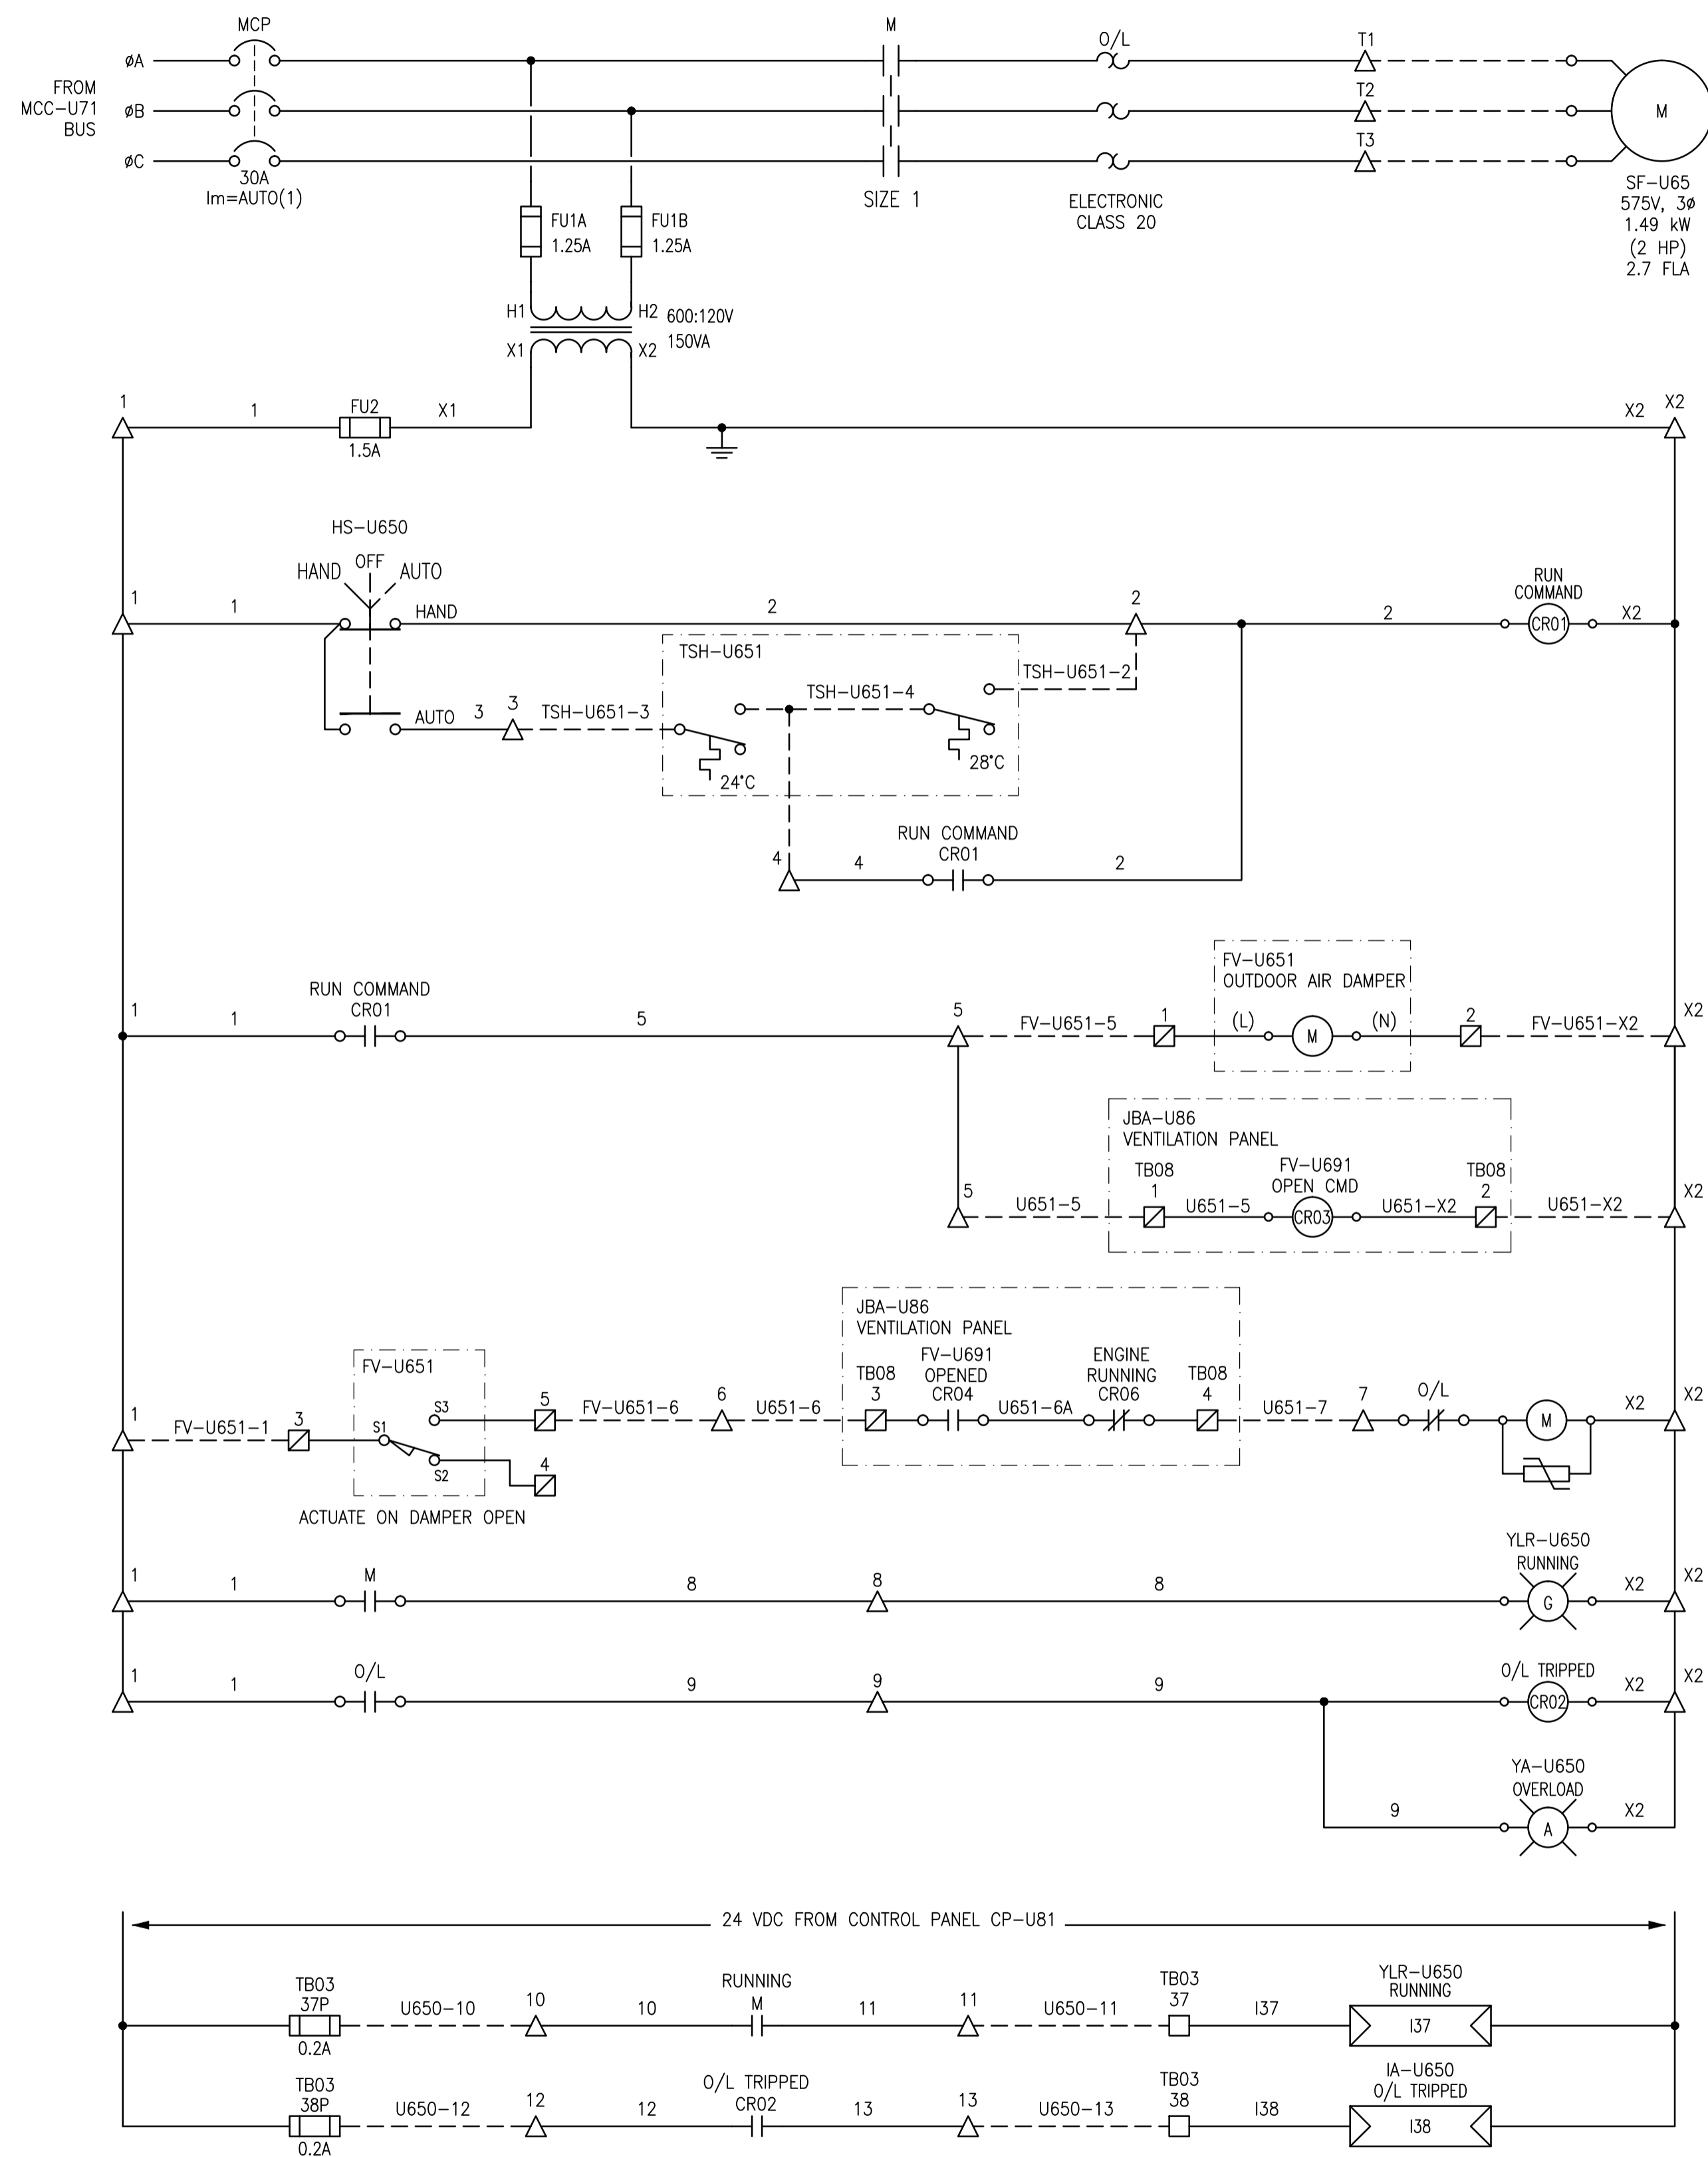 MCP
M
O/L
T1
øA
FROM
MCC-U71
BUS
øB
T2
M
øC
T3
30A
Im=AUTO(1)
SIZE 1
ELECTRONIC
CLASS 20
SF-U65
575V, 3ø
1.49 kW
(2 HP)
2.7 FLA
FU1A
1.25A
FU1B
1.25A
H1
H2
600:120V
150VA
X1
X2
1
1
FU2
1.5A
X1
X2
X2
HS-U650
HAND
OFF
AUTO
1
1
HAND
2
2
2
RUN
COMMAND
CR01
X2
TSH-U651
TSH-U651-2
AUTO
3
3
TSH-U651-3
TSH-U651-4
24°C
28°C
RUN COMMAND
CR01
4
4
2
RUN COMMAND
CR01
1
1
5
5
FV-U651-5
1
FV-U651
OUTDOOR AIR DAMPER
(L)
M
(N)
2
FV-U651-X2
X2
JBA-U86
VENTILATION PANEL
5
U651-5
TB08
1
U651-5
FV-U691
OPEN CMD
CR03
U651-X2
TB08
2
U651-X2
X2
JBA-U86
VENTILATION PANEL
1
FV-U651-1
3
FV-U651
S1
S3
S2
5
4
ACTUATE ON DAMPER OPEN
FV-U651-6
6
U651-6
TB08
3
FV-U691
OPENED
CR04
U651-6A
ENGINE
RUNNING
CR06
TB08
4
U651-7
7
O/L
M
X2
X2
YLR-U650
RUNNING
1
1
M
8
8
8
G
X2
X2
1
1
O/L
9
9
9
O/L TRIPPED
CR02
X2
X2
YA-U650
OVERLOAD
9
A
X2
24 VDC FROM CONTROL PANEL CP-U81
TB03
37P
0.2A
U650-10
10
10
RUNNING
M
11
11
U650-11
TB03
37
I37
YLR-U650
RUNNING
I37
TB03
38P
0.2A
U650-12
12
12
O/L TRIPPED
CR02
13
13
U650-13
TB03
38
I38
IA-U650
O/L TRIPPED
I38